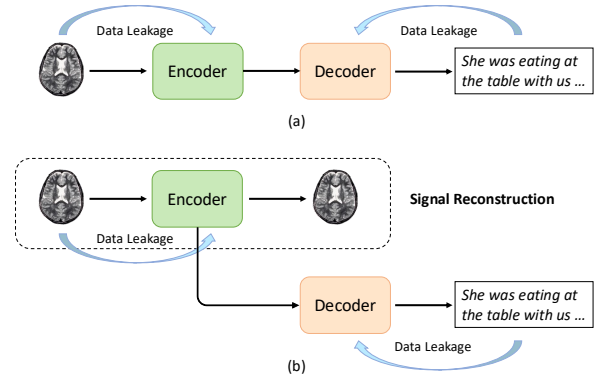 Data Leakage
Data Leakage
Encoder
Decoder
She was eating at
the table with us ...
(a)
Encoder
Signal Reconstruction
Data Leakage
Decoder
She was eating at
the table with us ...
Data Leakage
(b)